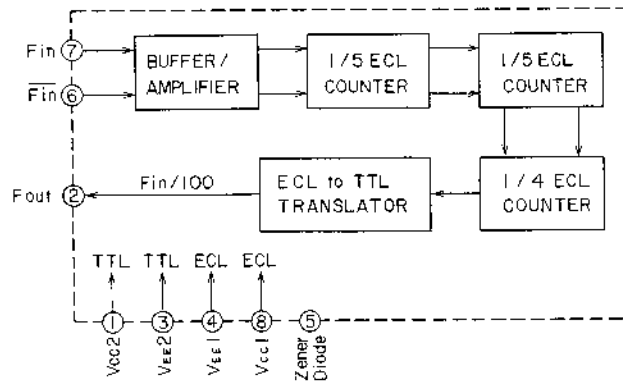 Fin ⑦
BUFFER/
AMPLIFIER
1/5 ECL
COUNTER
1/5 ECL
COUNTER
F̅i̅n̅ ⑥
Fout ②
Fin/100
ECL to TTL
TRANSLATOR
1/4 ECL
COUNTER
TTL TTL ECL ECL
① ③ ④ ⑧ ⑤
VCC2
VEE2
VEE1
VCC1
Zener
Diode